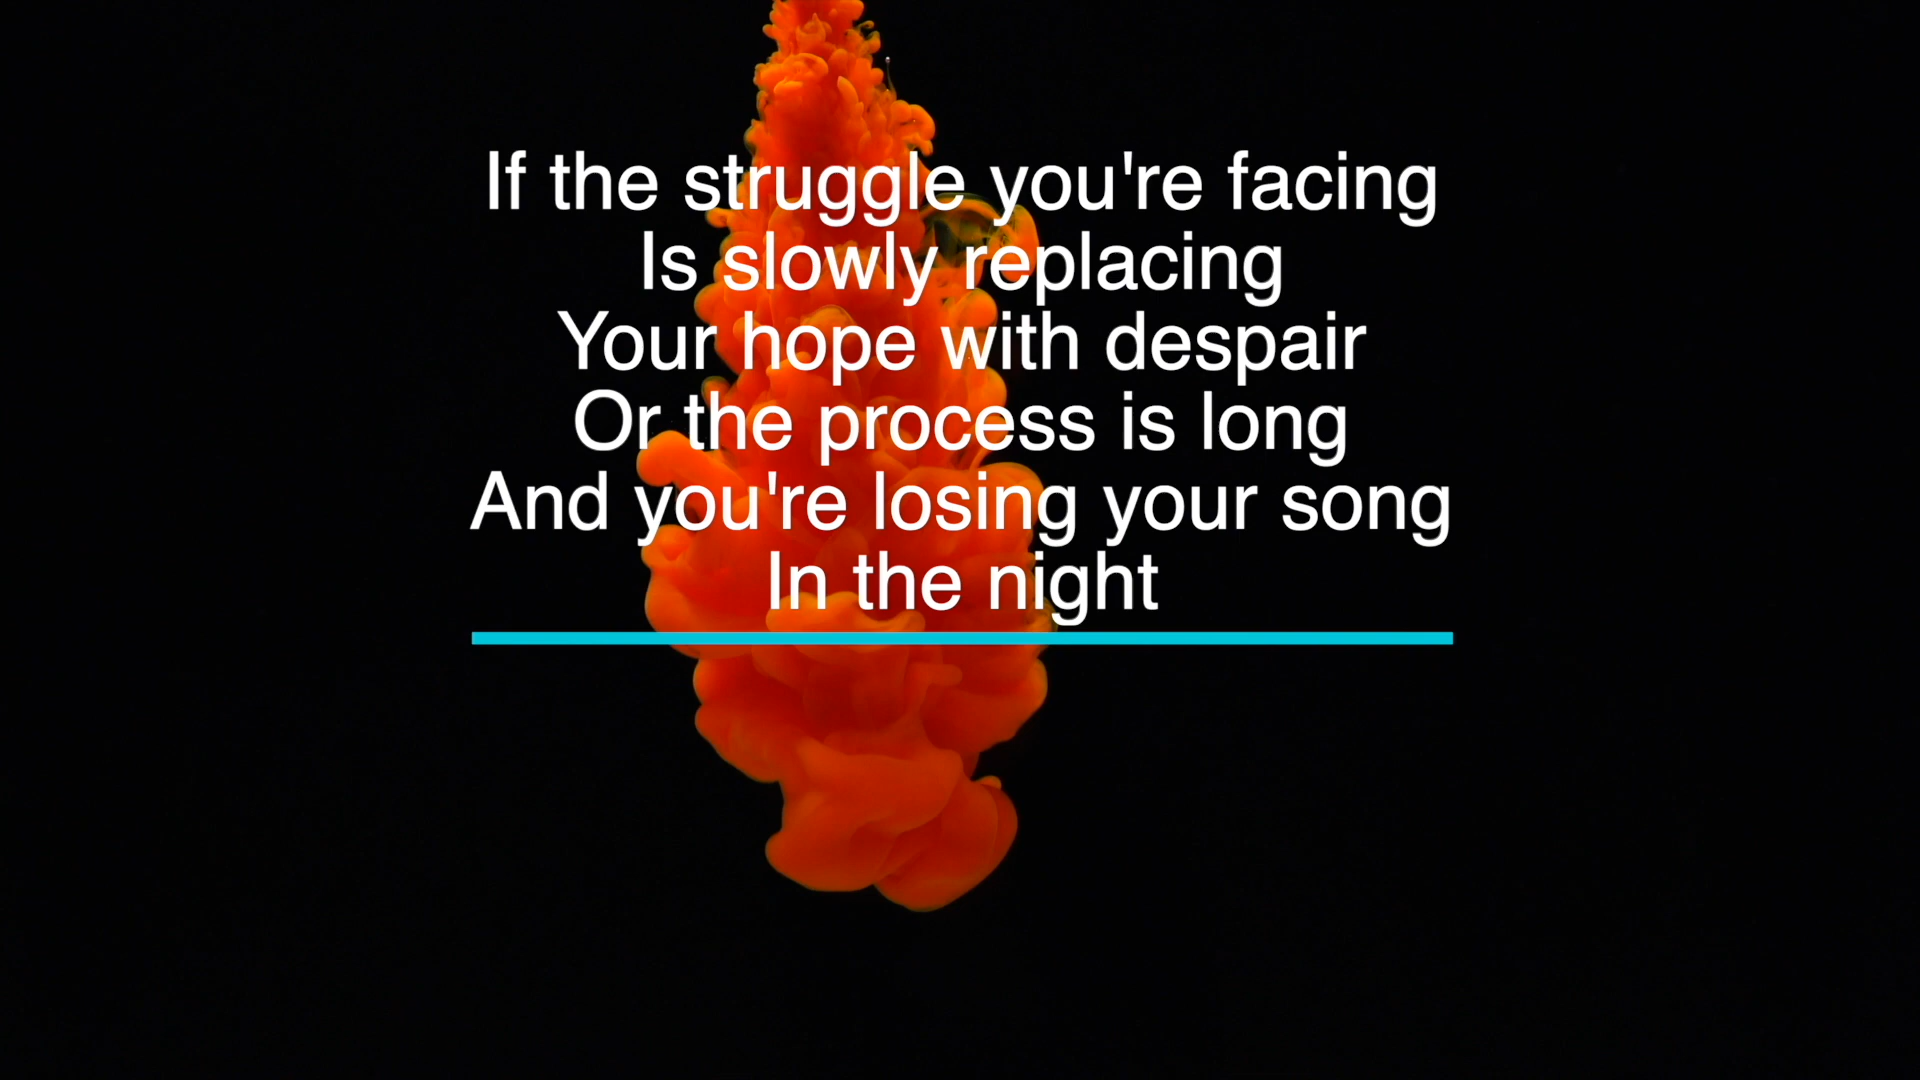 If the struggle you're facing
Is slowly replacing
Your hope with despair
Or the process is long
And you're losing your song
In the night